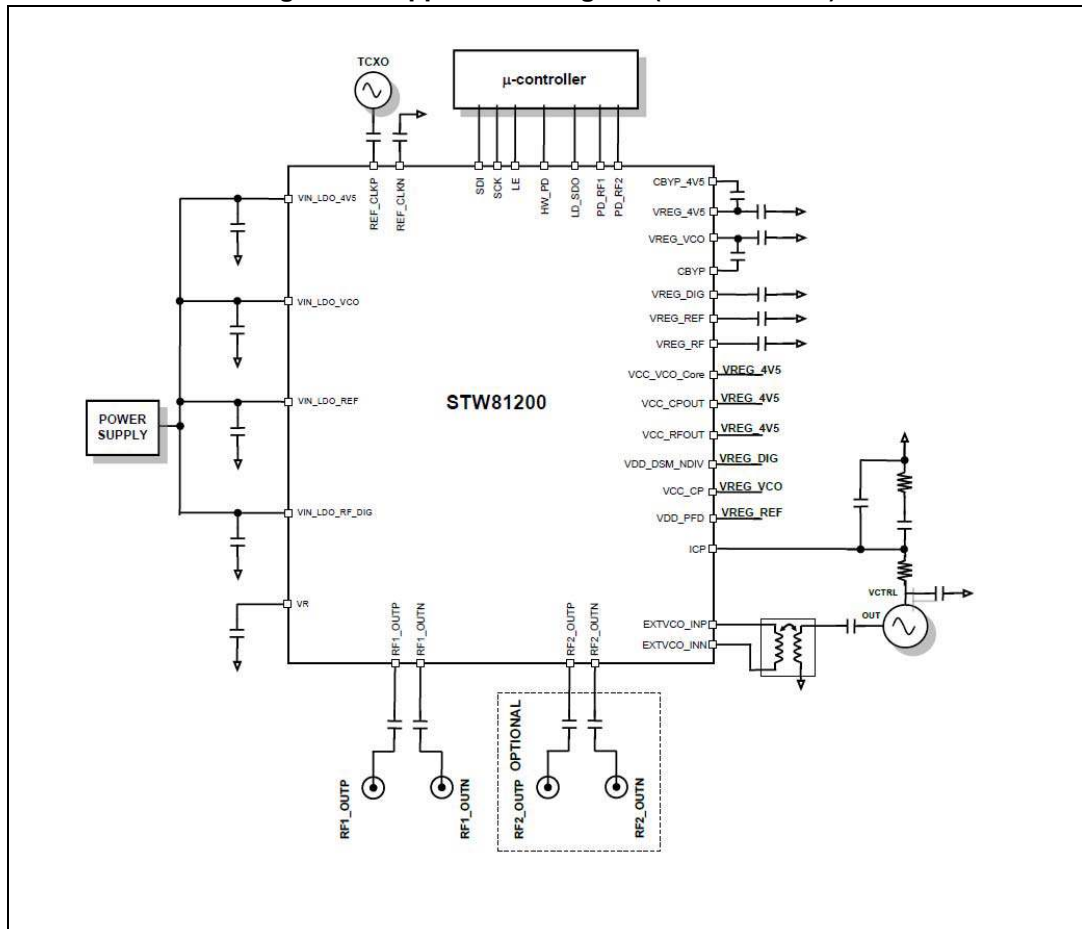 TCXO
μ-controller
REF_CLKP
REF_CLKN
SDI
SCK
LE
HW_PD
LD_SDO
PD_RF1
PD_RF2
VIN_LDO_4V5
VIN_LDO_VCO
VIN_LDO_REF
VIN_LDO_RF_DIG
VR
POWER
SUPPLY
STW81200
CBYP_4V5
VREG_4V5
VREG_VCO
CBYP
VREG_DIG
VREG_REF
VREG_RF
VCC_VCO_Core VREG_4V5
VCC_CPOUT VREG_4V5
VCC_RFOUT VREG_4V5
VDD_DSM_NDIV VREG_DIG
VCC_CP VREG_VCO
VDD_PFD VREG_REF
ICP
VCTRL
OUT
EXTVCO_INP
EXTVCO_INN
RF1_OUTP
RF1_OUTN
RF2_OUTP
RF2_OUTN
OPTIONAL
RF1_OUTP
RF1_OUTN
RF2_OUTP
RF2_OUTN